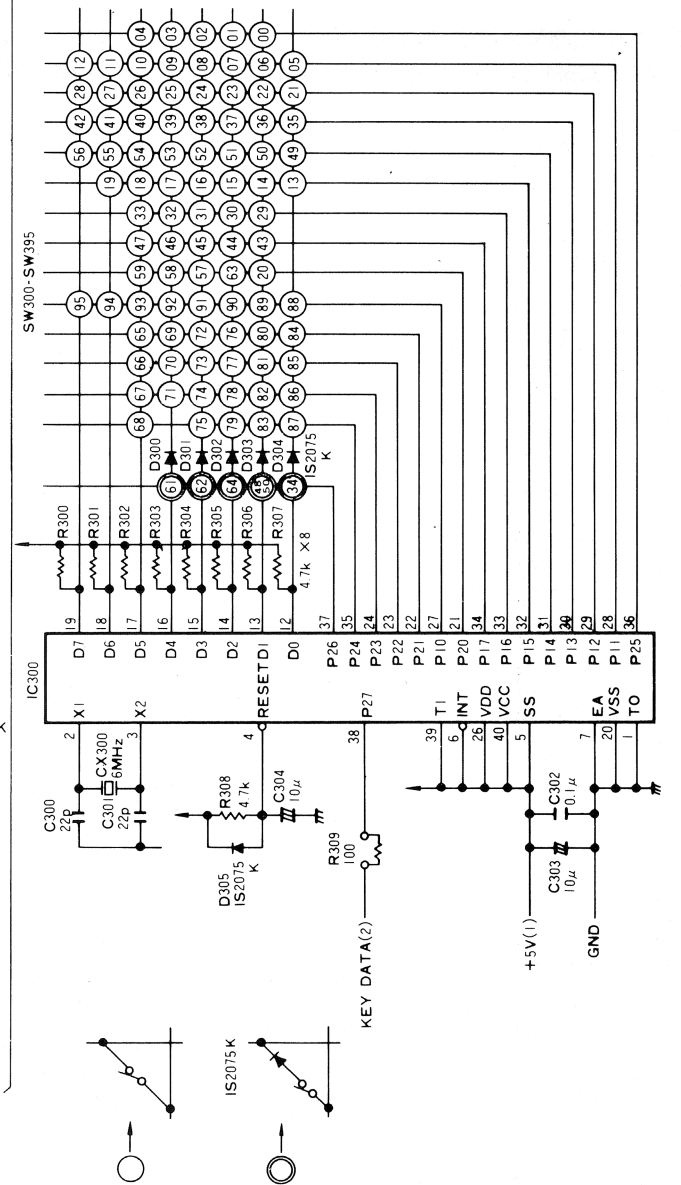 SW300-SW395
04 03 02 01 00
12 11 10 09 08 07 06 05
28 27 26 25 24 23 22 21
42 41 40 39 38 37 36 35
56 55 54 53 52 51 50 49
19 18 17 16 15 14 13
33 32 31 30 29
47 46 45 44 43
59 58 57 63 20
95 94 93 92 91 90 89 88
65 69 72 76 80 84
66 70 73 77 81 85
67 71 74 78 82 86
68 75 79 83 87
D300
D301
D302
D303
D304
IS2075
K
61 62 64 34
R300
R301
R302
R303
R304
R305
R306
R307
4.7k ×8
IC300
19 D7
18 D6
17 D5
16 D4
15 D3
14 D2
13 D1
12 D0
37 P26
35 P24
24 P23
23 P22
22 P21
27 P10
21 P20
34 P17
33 P16
32 P15
31 P14
30 P13
29 P12
28 P11
36 P25
2 X1
3 X2
4 RESET
38 P27
39 T1
6 INT
26 VDD
40 VCC
5 SS
7 EA
20 VSS
1 TO
C300
22p
CX300
6MHz
C301
22p
R308
4.7k
D305
IS2075
K
C304
10μ
R309
100
KEY DATA(2)
C302
0.1μ
C303
10μ
+5V(1)
GND
IS2075K